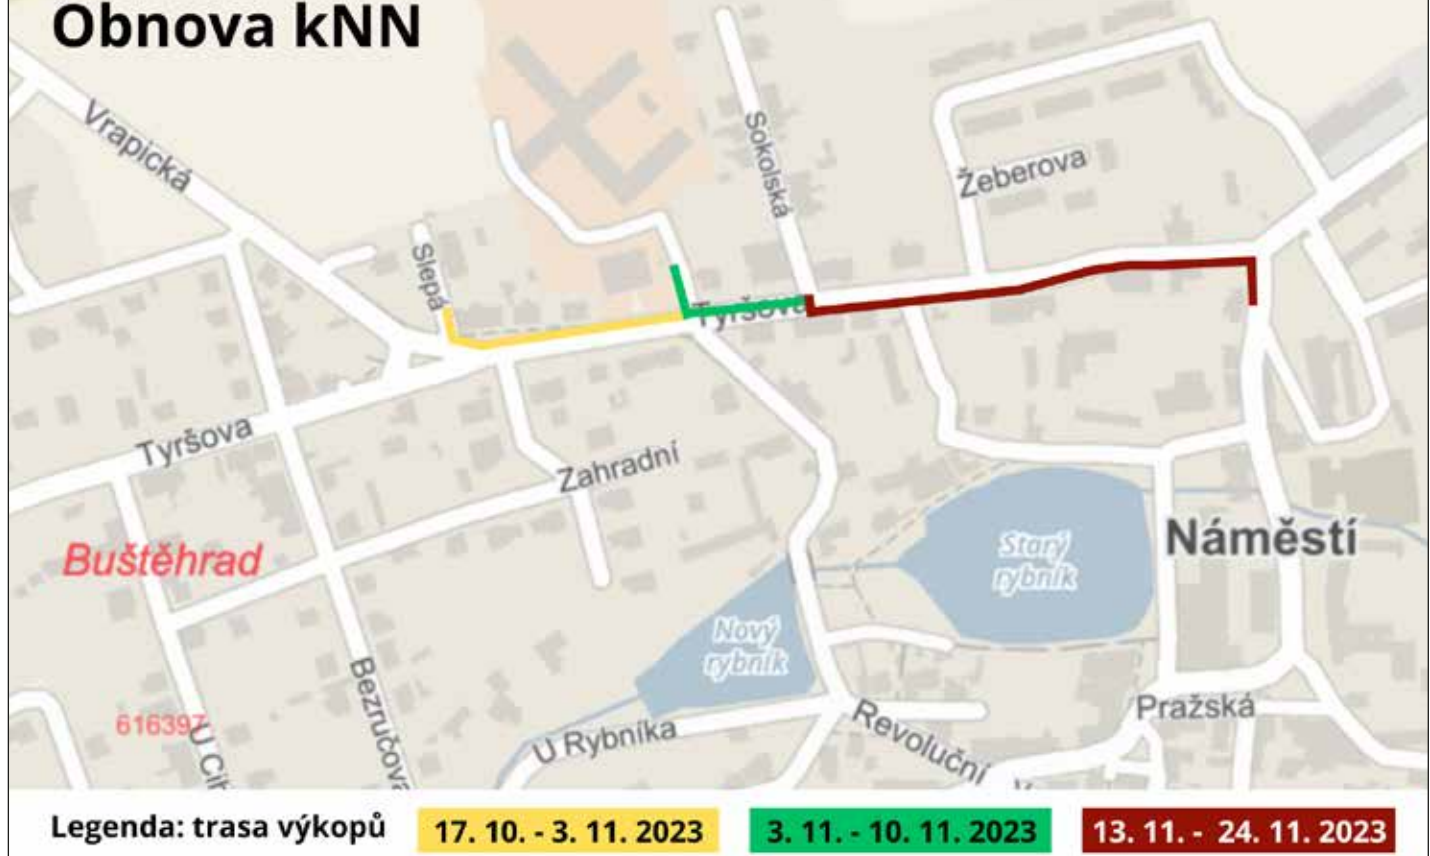 Obnova kNN
Vrapická
Sokolská
Žeberova
Slepá
Tyršova
Tyršova
Zahradní
Buštěhrad
Starý
rybník
Náměstí
Nový
rybník
Bezručova
616397
U Rybníka
Revoluční
Pražská
Legenda: trasa výkopů
17. 10. - 3. 11. 2023
3. 11. - 10. 11. 2023
13. 11. - 24. 11. 2023